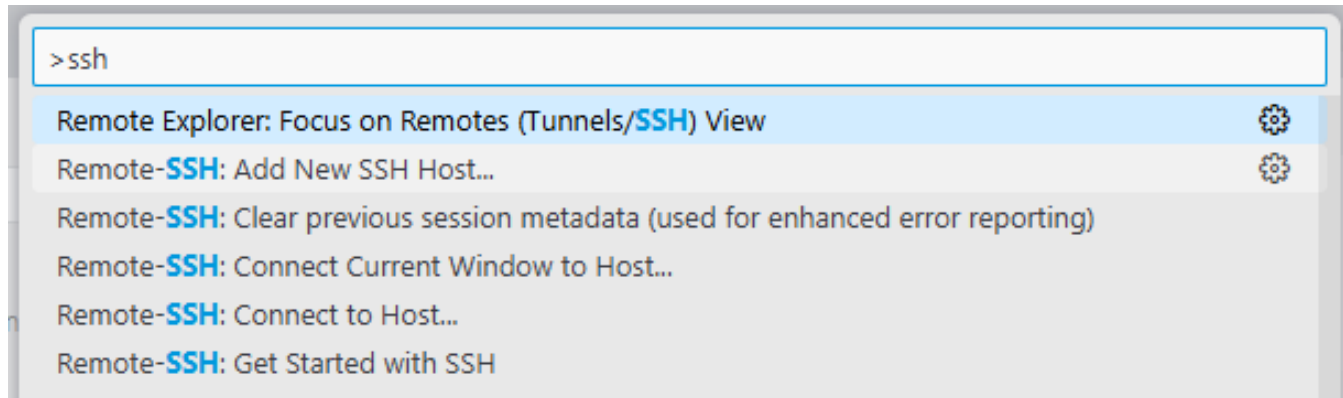 >ssh
Remote Explorer: Focus on Remotes (Tunnels/SSH) View
Remote-SSH: Add New SSH Host...
Remote-SSH: Clear previous session metadata (used for enhanced error reporting)
Remote-SSH: Connect Current Window to Host...
Remote-SSH: Connect to Host...
Remote-SSH: Get Started with SSH